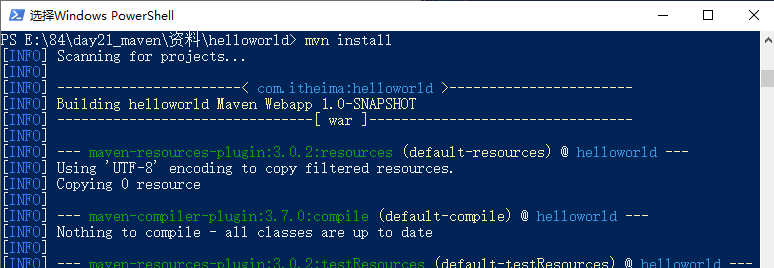 选择Windows PowerShell
PS E:\84\day21_maven\资料\helloworld> mvn install
[INFO] Scanning for projects...
[INFO]
[INFO] -----------------------< com.itheima:helloworld >-----------------------
[INFO] Building helloworld Maven Webapp 1.0-SNAPSHOT
[INFO] --------------------------------[ war ]---------------------------------
[INFO]
[INFO] --- maven-resources-plugin:3.0.2:resources (default-resources) @ helloworld ---
[INFO] Using 'UTF-8' encoding to copy filtered resources.
[INFO] Copying 0 resource
[INFO]
[INFO] --- maven-compiler-plugin:3.7.0:compile (default-compile) @ helloworld ---
[INFO] Nothing to compile - all classes are up to date
[INFO]
[INFO] --- maven-resources-plugin:3.0.2:testResources (default-testResources) @ helloworld ---